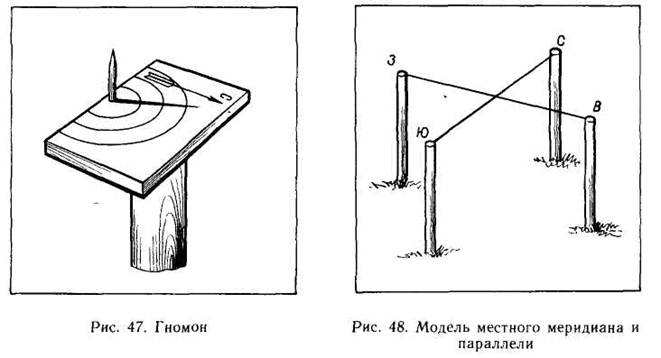 С
Рис. 47. Гномон
З
С
Ю
В
Рис. 48. Модель местного меридиана и
параллели